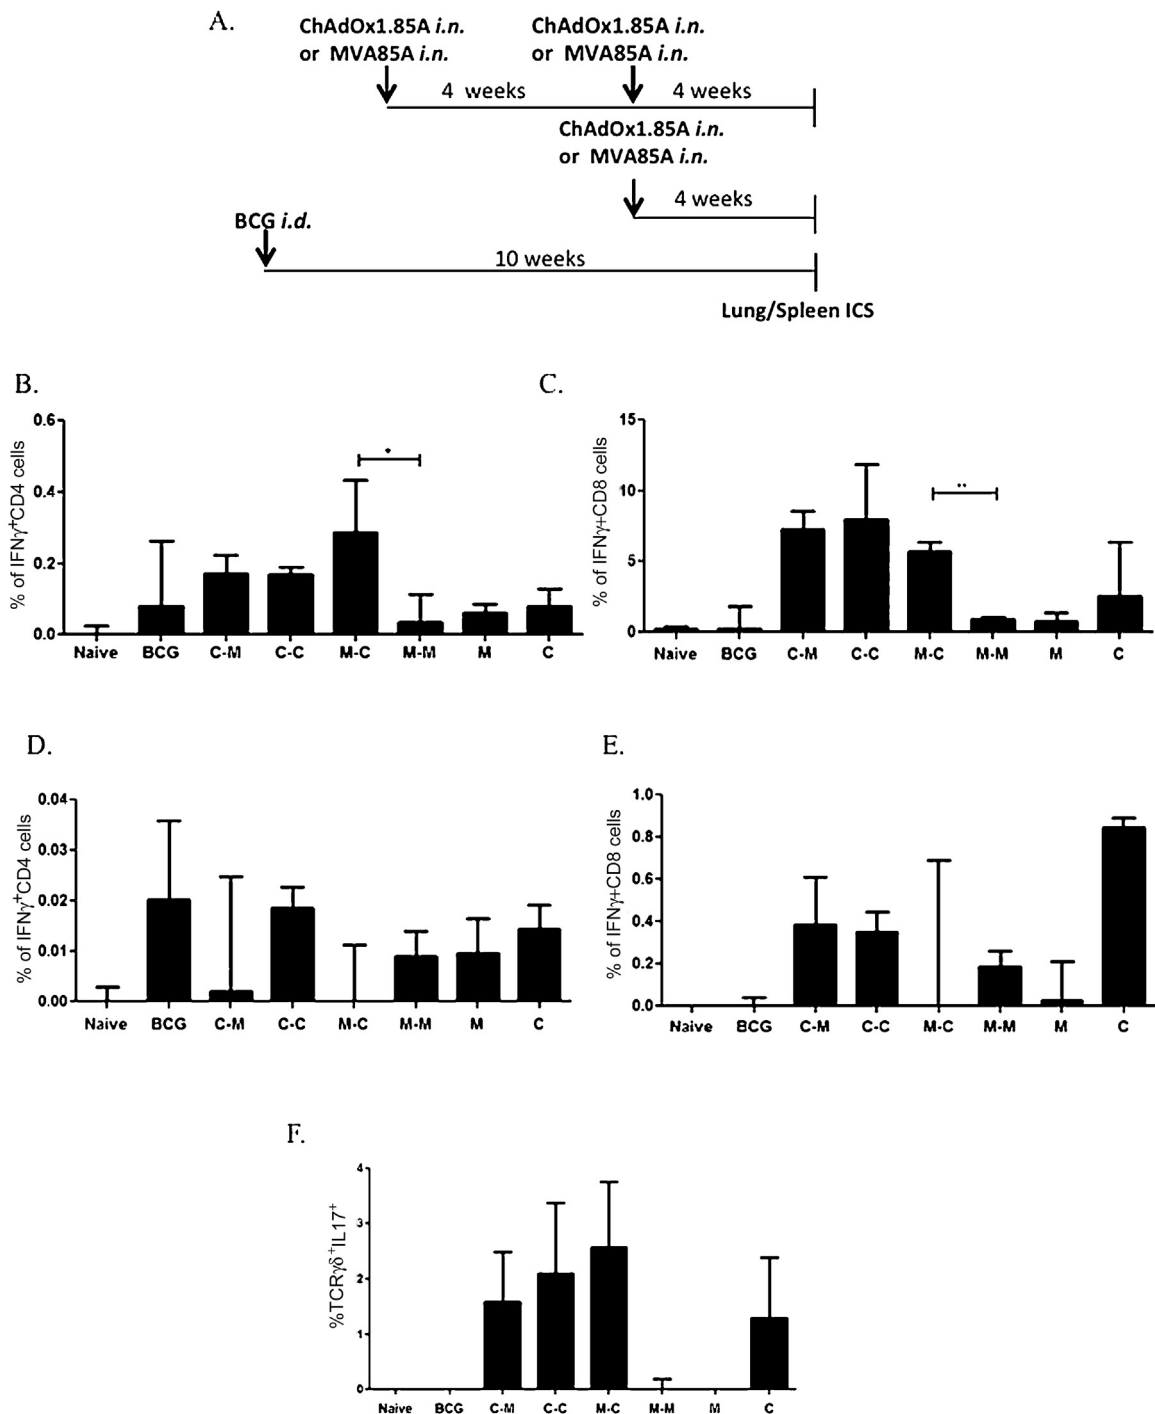 A.
ChAdOx1.85A i.n.
or MVA85A i.n.
ChAdOx1.85A i.n.
or MVA85A i.n.
4 weeks
4 weeks
ChAdOx1.85A i.n.
or MVA85A i.n.
4 weeks
BCG i.d.
10 weeks
Lung/Spleen ICS
B.
% of IFNγ+CD4 cells
0.6
0.4
0.2
0.0
*
Naive BCG C-M C-C M-C M-M M C
C.
% of IFNγ+CD8 cells
15
10
5
0
**
Naive BCG C-M C-C M-C M-M M C
D.
% of IFNγ+CD4 cells
0.04
0.03
0.02
0.01
0.00
Naive BCG C-M C-C M-C M-M M C
E.
% of IFNγ+CD8 cells
1.0
0.8
0.6
0.4
0.2
0.0
Naive BCG C-M C-C M-C M-M M C
F.
%TCRγδ+IL17+
4
3
2
1
0
Naive BCG C-M C-C M-C M-M M C